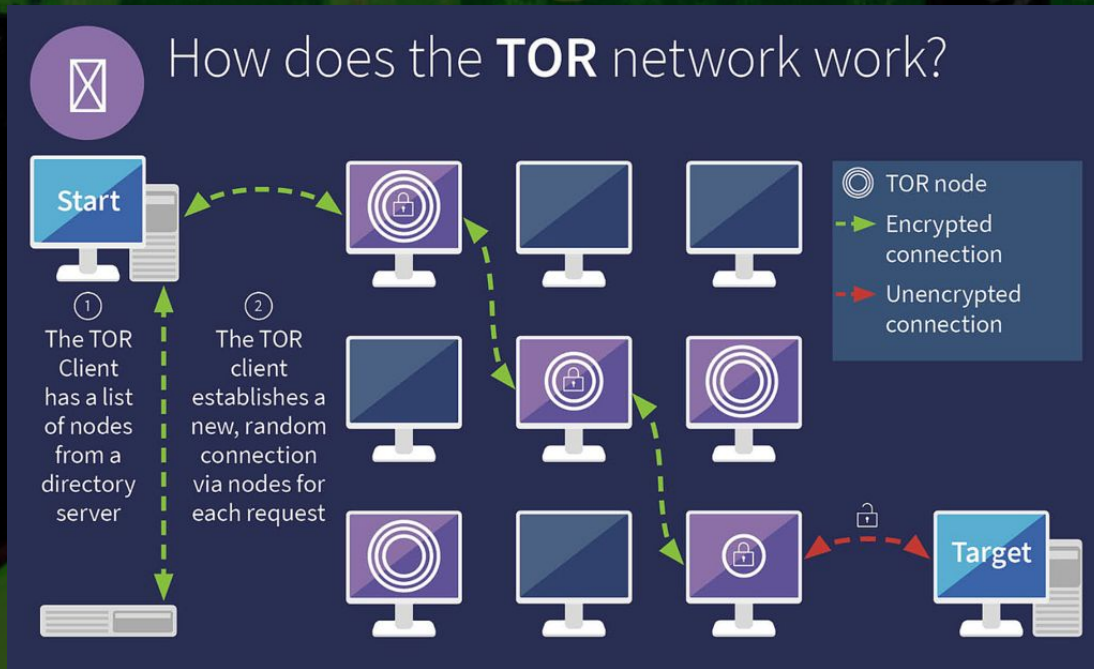 How does the TOR network work?
Start
1
The TOR
Client
has a list
of nodes
from a
directory
server
2
The TOR
client
establishes a
new, random
connection
via nodes for
each request
TOR node
Encrypted
connection
Unencrypted
connection
Target